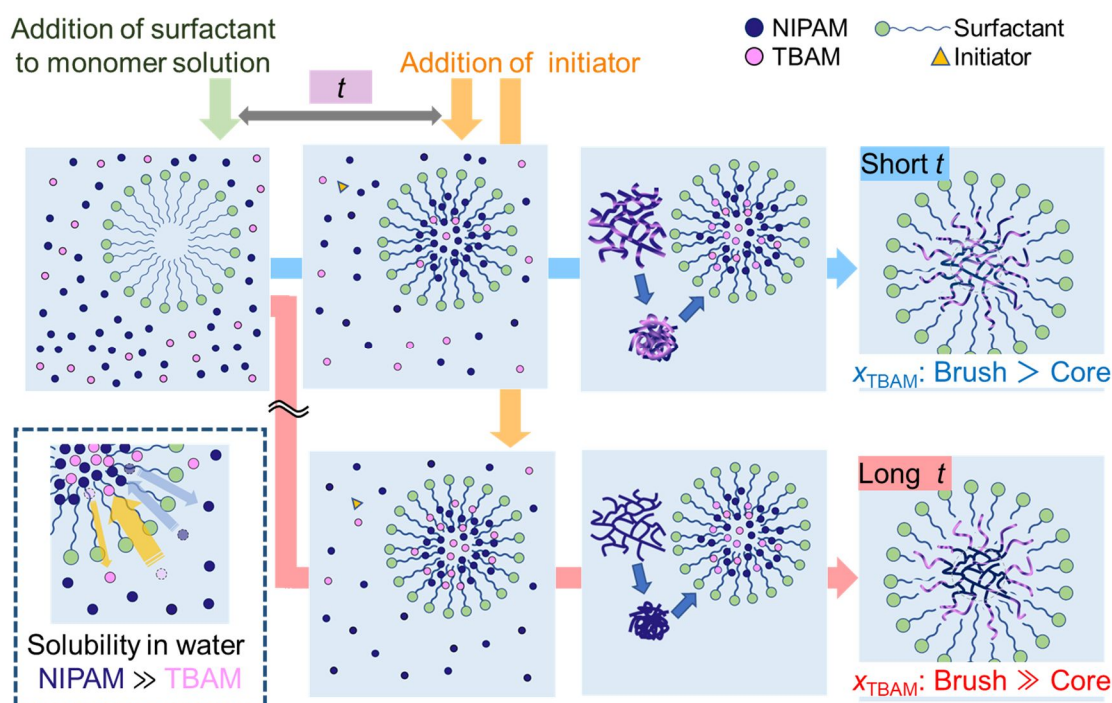 Addition of surfactant
to monomer solution
t
Addition of initiator
NIPAM
TBAM
Surfactant
Initiator
Short t
xTBAM: Brush > Core
Long t
xTBAM: Brush ≫ Core
Solubility in water
NIPAM ≫ TBAM